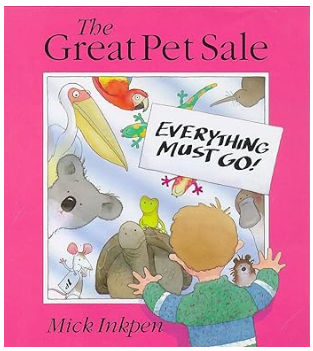 The
Great Pet Sale
EVERYTHING
MUST GO!
Mick Inkpen